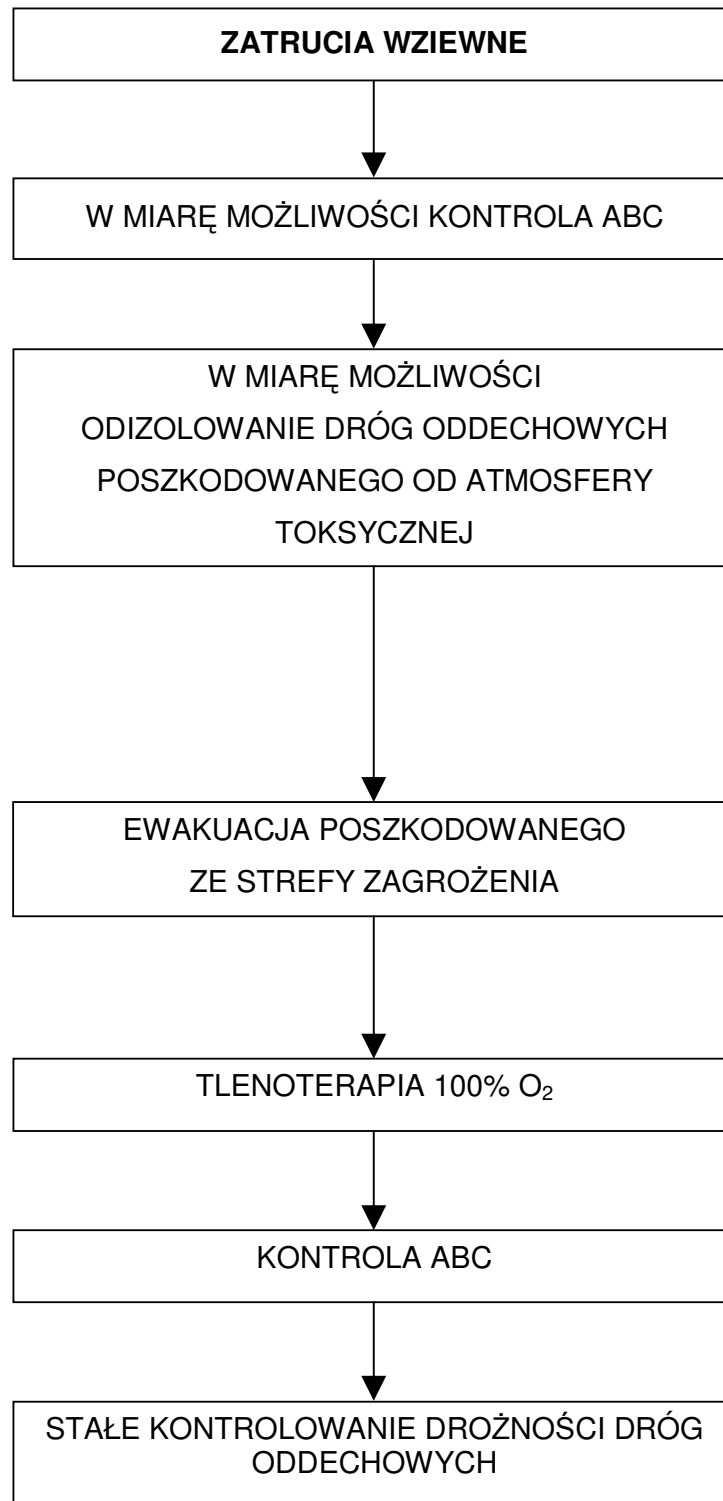 ZATRUCIA WZIEWNE
W MIARĘ MOŻLIWOŚCI KONTROLA ABC
W MIARĘ MOŻLIWOŚCI
ODIZOLOWANIE DRÓG ODDECHOWYCH
POSZKODOWANEGO OD ATMOSFERY
TOKSYCZNEJ
EWAKUACJA POSZKODOWANEGO
ZE STREFY ZAGROŻENIA
TLENOTERAPIA 100% O₂
KONTROLA ABC
STAŁE KONTROLOWANIE DROŻNOŚCI DRÓG
ODDECHOWYCH